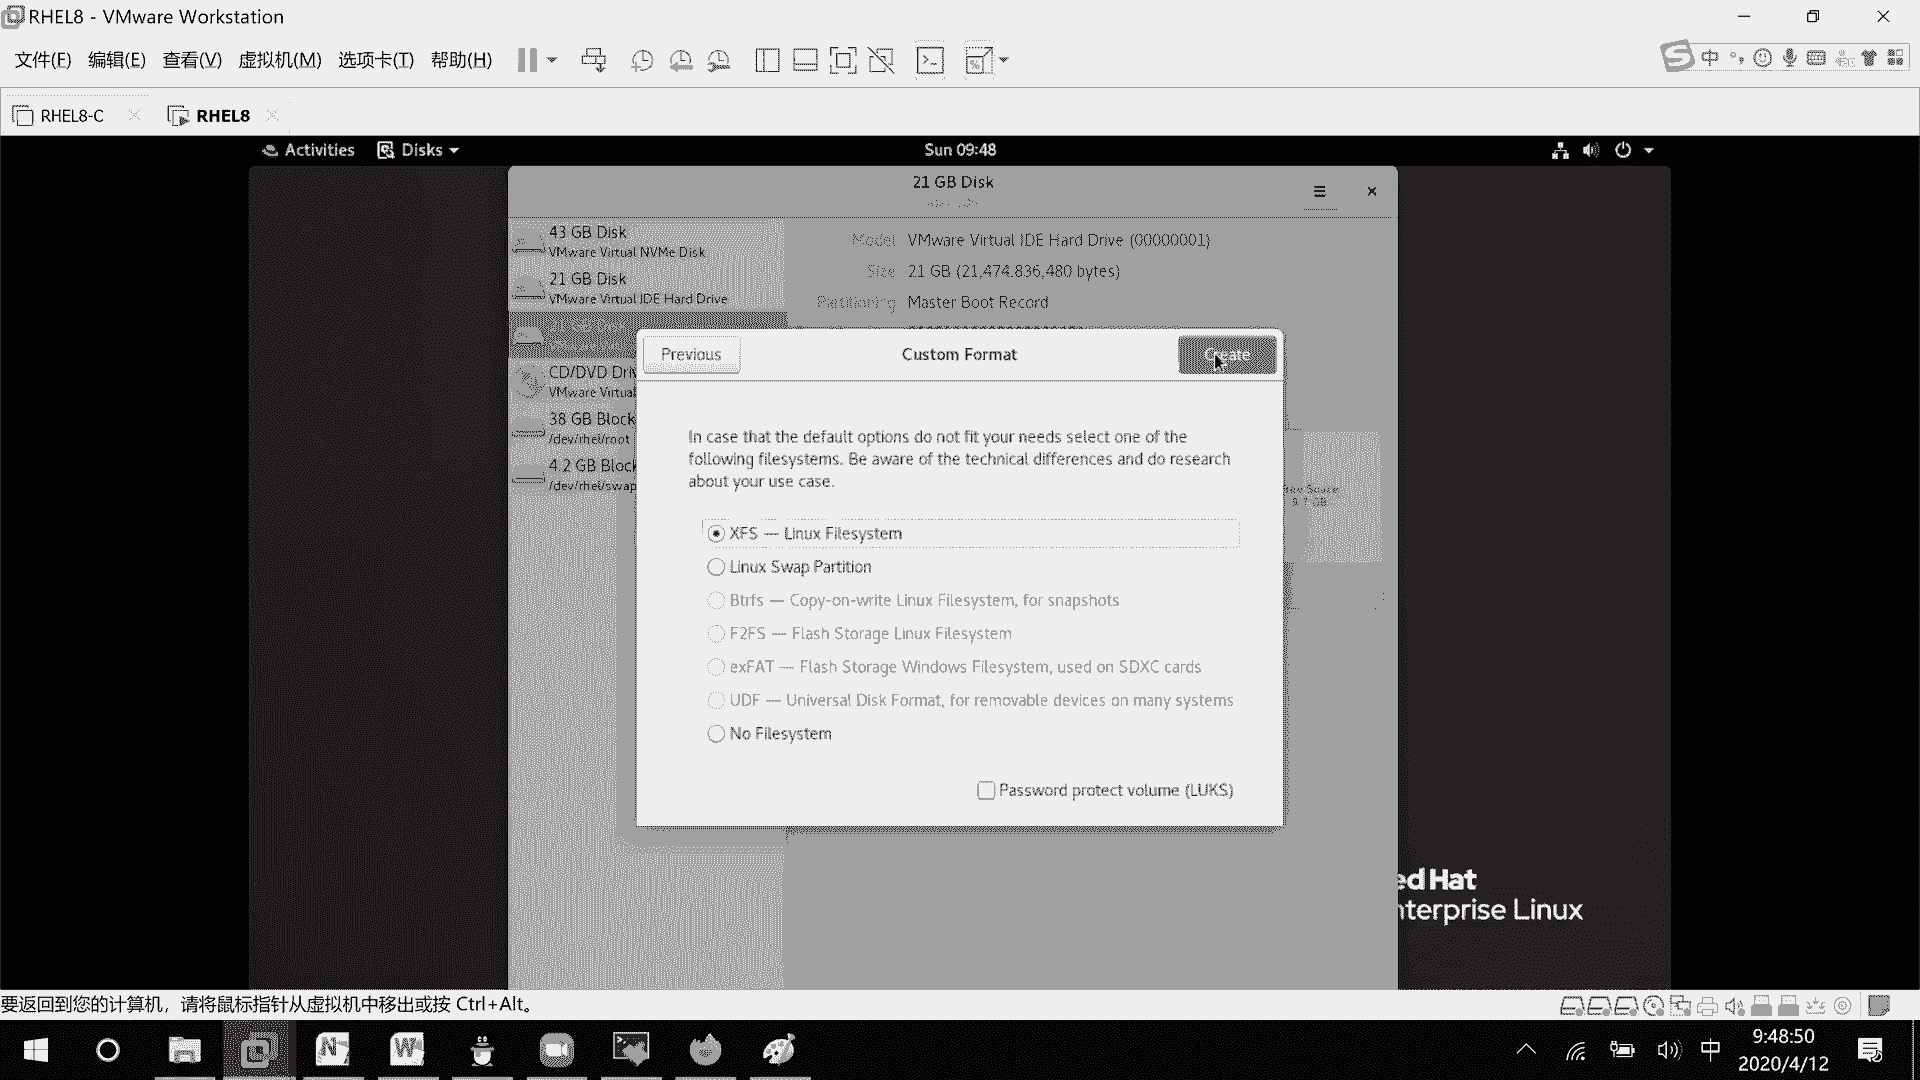 RHEL8 - VMware Workstation
文件(F) 编辑(E) 查看(V) 虚拟机(M) 选项卡(T) 帮助(H)
中
RHEL8-C
RHEL8
Activities
Disks
Sun 09:48
21 GB Disk
43 GB Disk
VMware Virtual NVMe Disk
21 GB Disk
VMware Virtual IDE Hard Drive
CD/DVD Driv
VMware Virtual
38 GB Block
/dev/rhel/root
4.2 GB Block
/dev/rhel/swap
Model VMware Virtual IDE Hard Drive (00000001)
Size 21 GB (21,474,836,480 bytes)
Partitioning Master Boot Record
Previous
Custom Format
Create
In case that the default options do not fit your needs select one of the
following filesystems. Be aware of the technical differences and do research
about your use case.
XFS — Linux Filesystem
Linux Swap Partition
Btrfs — Copy-on-write Linux Filesystem, for snapshots
F2FS — Flash Storage Linux Filesystem
exFAT — Flash Storage Windows Filesystem, used on SDXC cards
UDF — Universal Disk Format, for removable devices on many systems
No Filesystem
Password protect volume (LUKS)
ree Space
9.7 GB
ed Hat
nterprise Linux
要返回到您的计算机，请将鼠标指针从虚拟机中移出或按 Ctrl+Alt。
中
9:48:50
2020/4/12